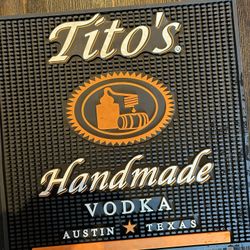 Tito's®
Handmade
VODKA
AUSTIN ★ TEXAS